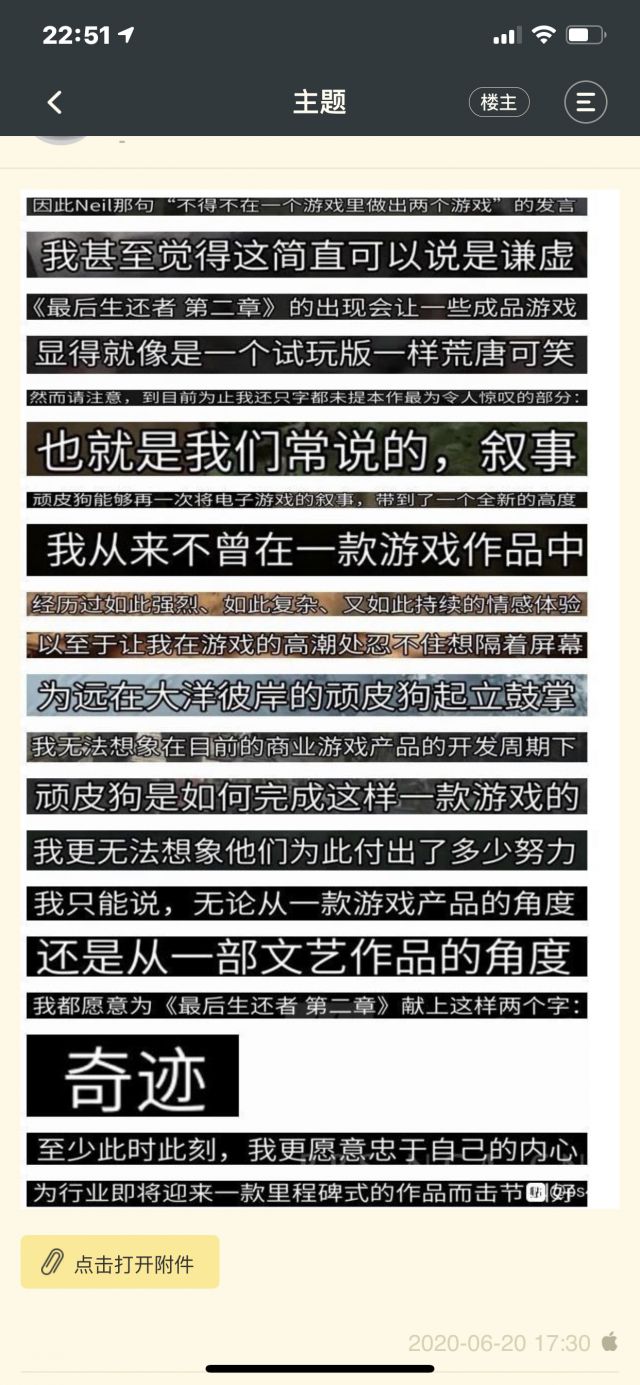 22:51
主题
楼主
因此Neil那句“不得不在一个游戏里做出两个游戏”的发言
我甚至觉得这简直可以说是谦虚
《最后生还者 第二章》的出现会让一些成品游戏
显得就像是一个试玩版一样荒唐可笑
然而请注意，到目前为止我还只字都未提本作最为令人惊叹的部分：
也就是我们常说的，叙事
顽皮狗能够再一次将电子游戏的叙事，带到了一个全新的高度
我从来不曾在一款游戏作品中
经历过如此强烈、如此复杂、又如此持续的情感体验
以至于让我在游戏的高潮处忍不住想隔着屏幕
为远在大洋彼岸的顽皮狗起立鼓掌
我无法想象在目前的商业游戏产品的开发周期下
顽皮狗是如何完成这样一款游戏的
我更无法想象他们为此付出了多少努力
我只能说，无论从一款游戏产品的角度
还是从一部文艺作品的角度
我都愿意为《最后生还者 第二章》献上这样两个字：
奇迹
至少此时此刻，我更愿意忠于自己的内心
为行业即将迎来一款里程碑式的作品而击节
点击打开附件
2020-06-20 17:30